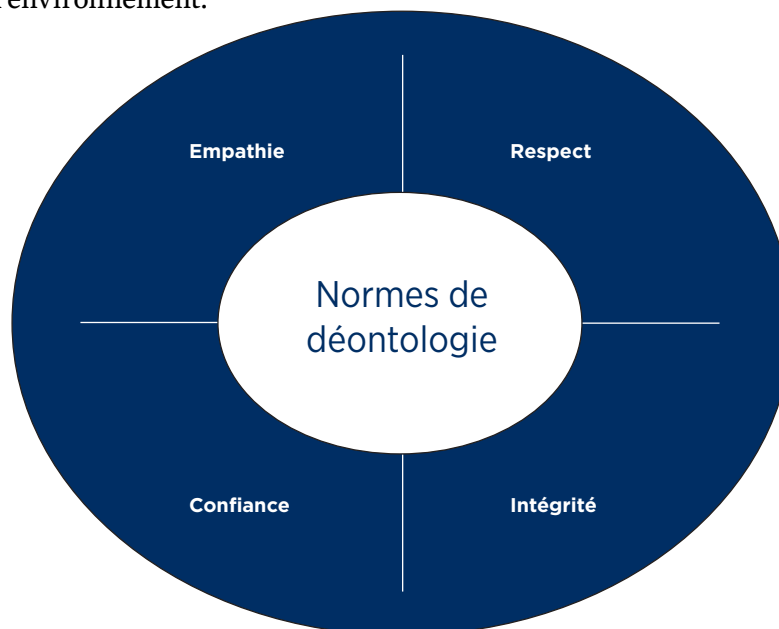 l'environnement.
Empathie
Respect
Normes de
déontologie
Confiance
Intégrité